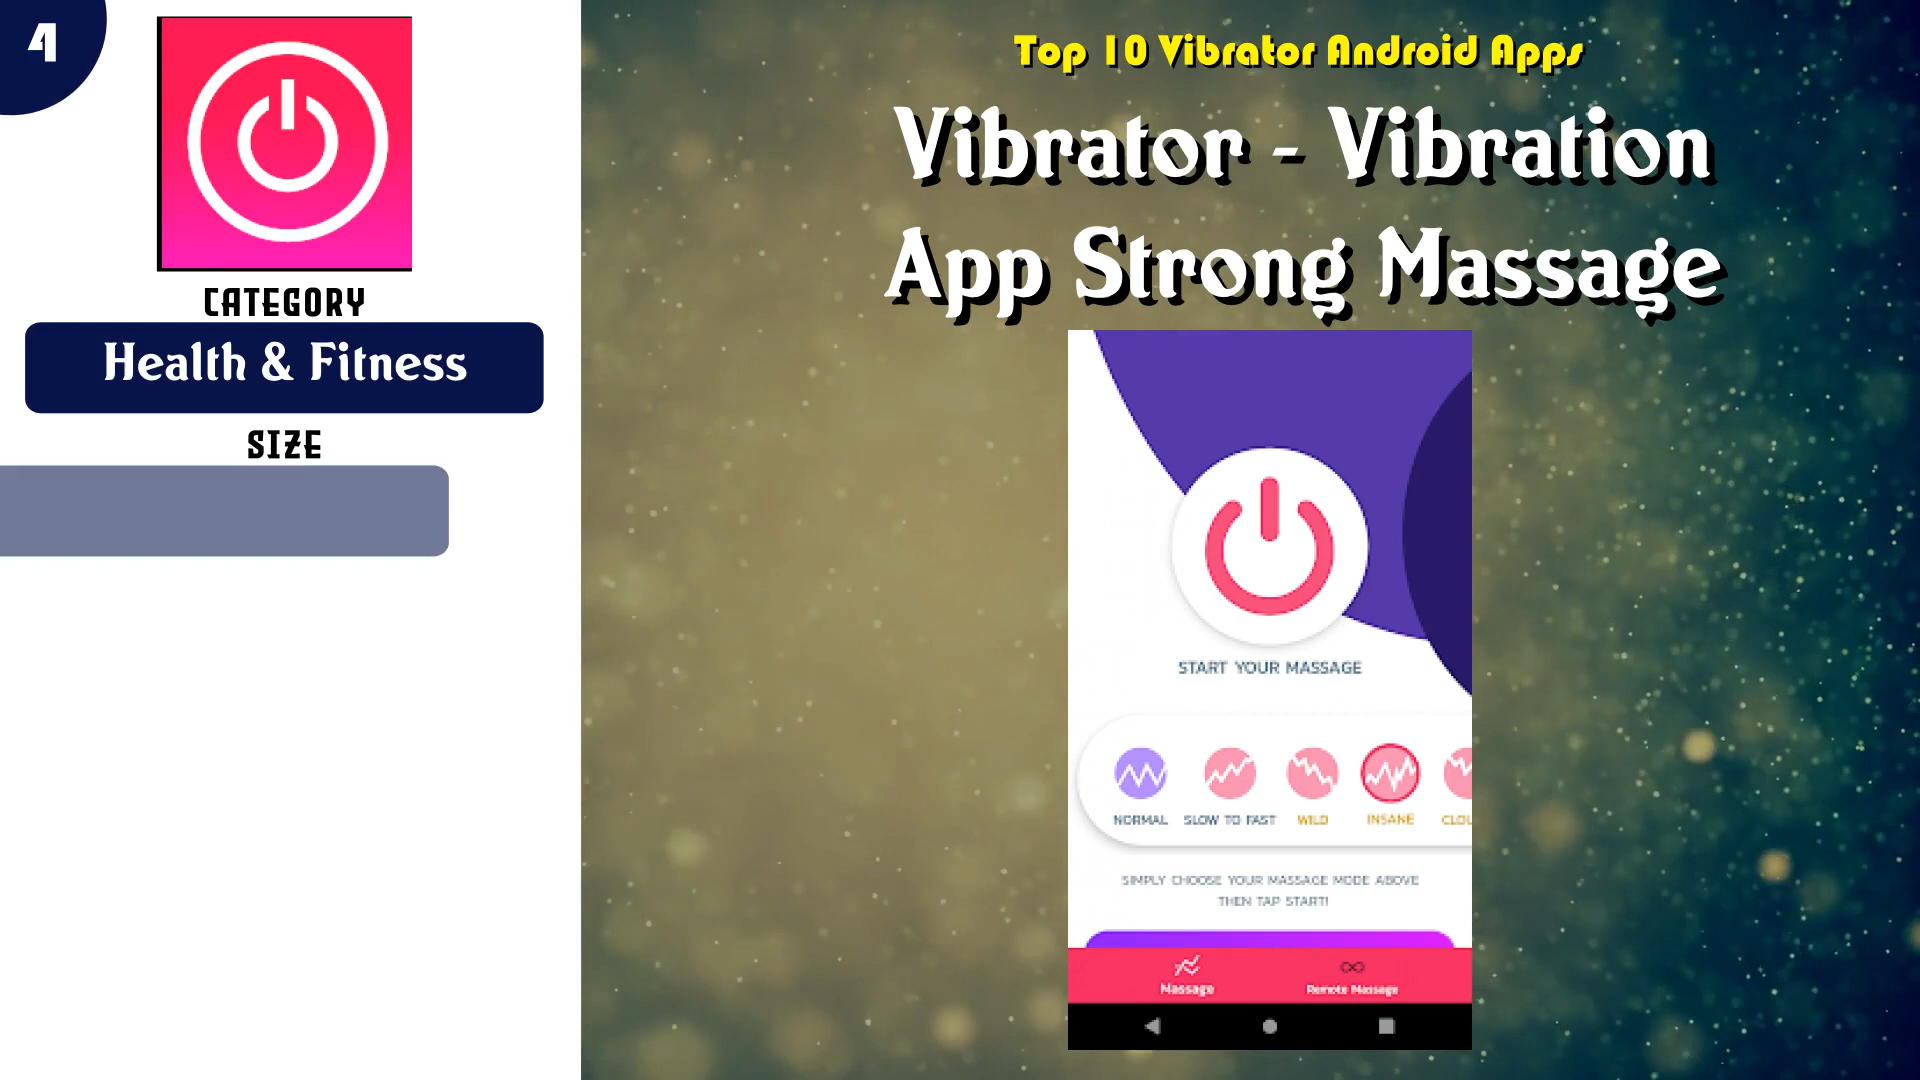 4
CATEGORY
Health & Fitness
SIZE
Top 10 Vibrator Android Apps
Vibrator - Vibration
App Strong Massage
START YOUR MASSAGE
NORMAL SLOW TO FAST WILD INSANE
SIMPLY CHOOSE YOUR MASSAGE MODE ABOVE
THEN TAP START!
Massage Remote Massage